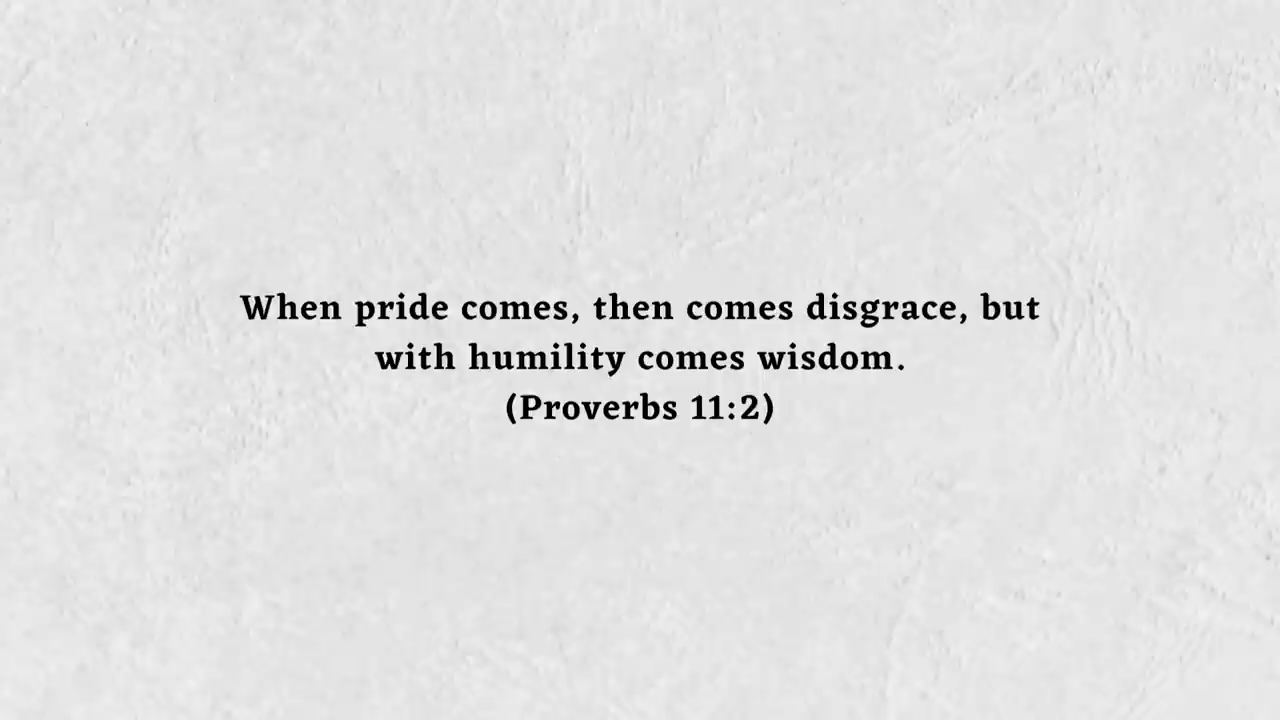 When pride comes, then comes disgrace, but
with humility comes wisdom.
(Proverbs 11:2)